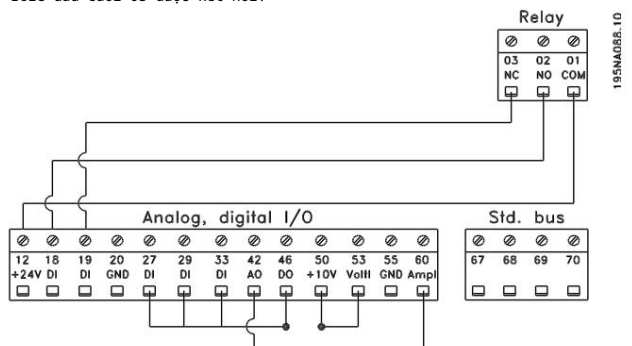 Relay
03 02 01
NC NO COM
195NA088.10
Analog, digital I/O
12 18 19 20 27 29 33 42 46 50 53 55 60
+24V DI DI GND DI DI DI AO DO +10V Voltl GND Ampl
Std. bus
67 68 69 70